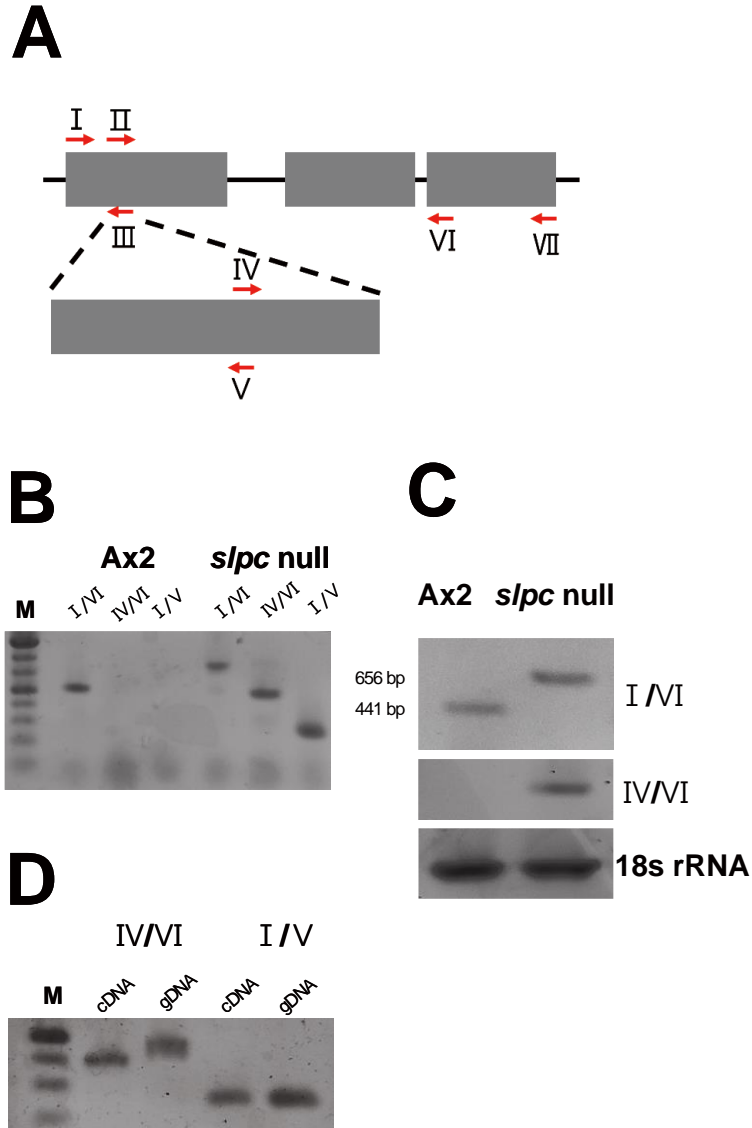 A
Ⅰ Ⅱ
Ⅲ
Ⅵ Ⅶ
Ⅳ
Ⅴ
B
Ax2 slpc null
M Ⅰ/Ⅵ Ⅳ/Ⅵ Ⅰ/Ⅴ Ⅰ/Ⅵ Ⅳ/Ⅵ Ⅰ/Ⅴ
C
Ax2 slpc null
656 bp
441 bp
Ⅰ/Ⅵ
Ⅳ/Ⅵ
18s rRNA
D
Ⅳ/Ⅵ Ⅰ/Ⅴ
M cDNA gDNA cDNA gDNA